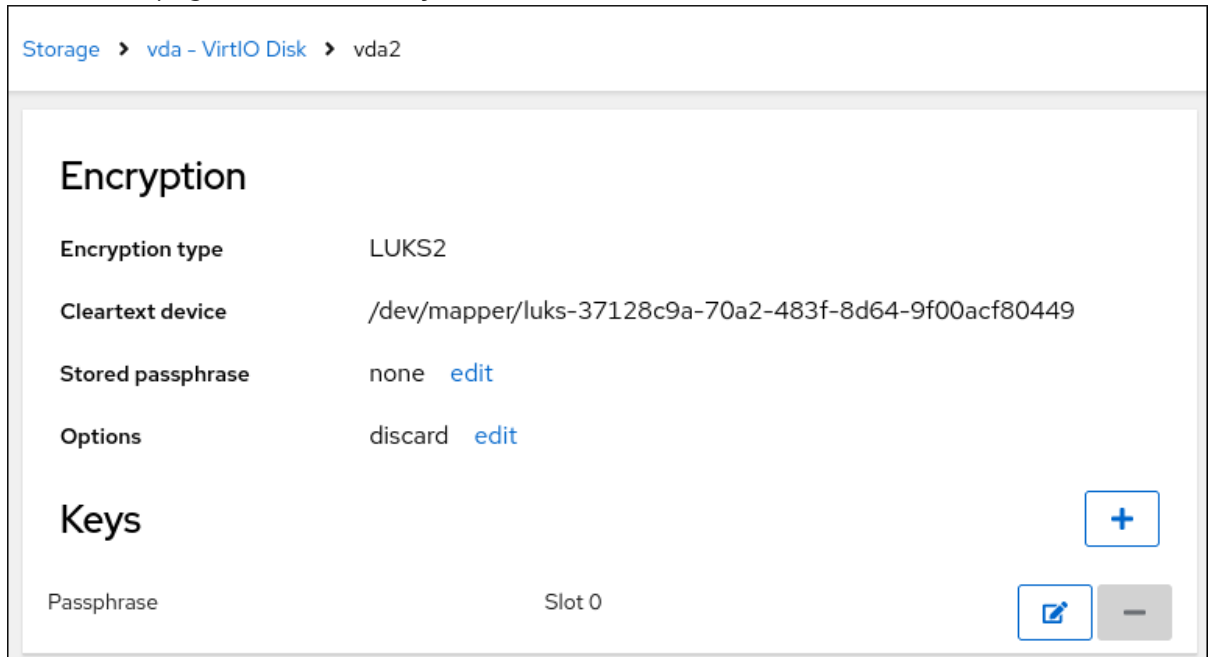 Storage > vda - VirtIO Disk > vda2
Encryption
Encryption type LUKS2
Cleartext device /dev/mapper/luks-37128c9a-70a2-483f-8d64-9f00acf80449
Stored passphrase none edit
Options discard edit
Keys
Passphrase Slot 0